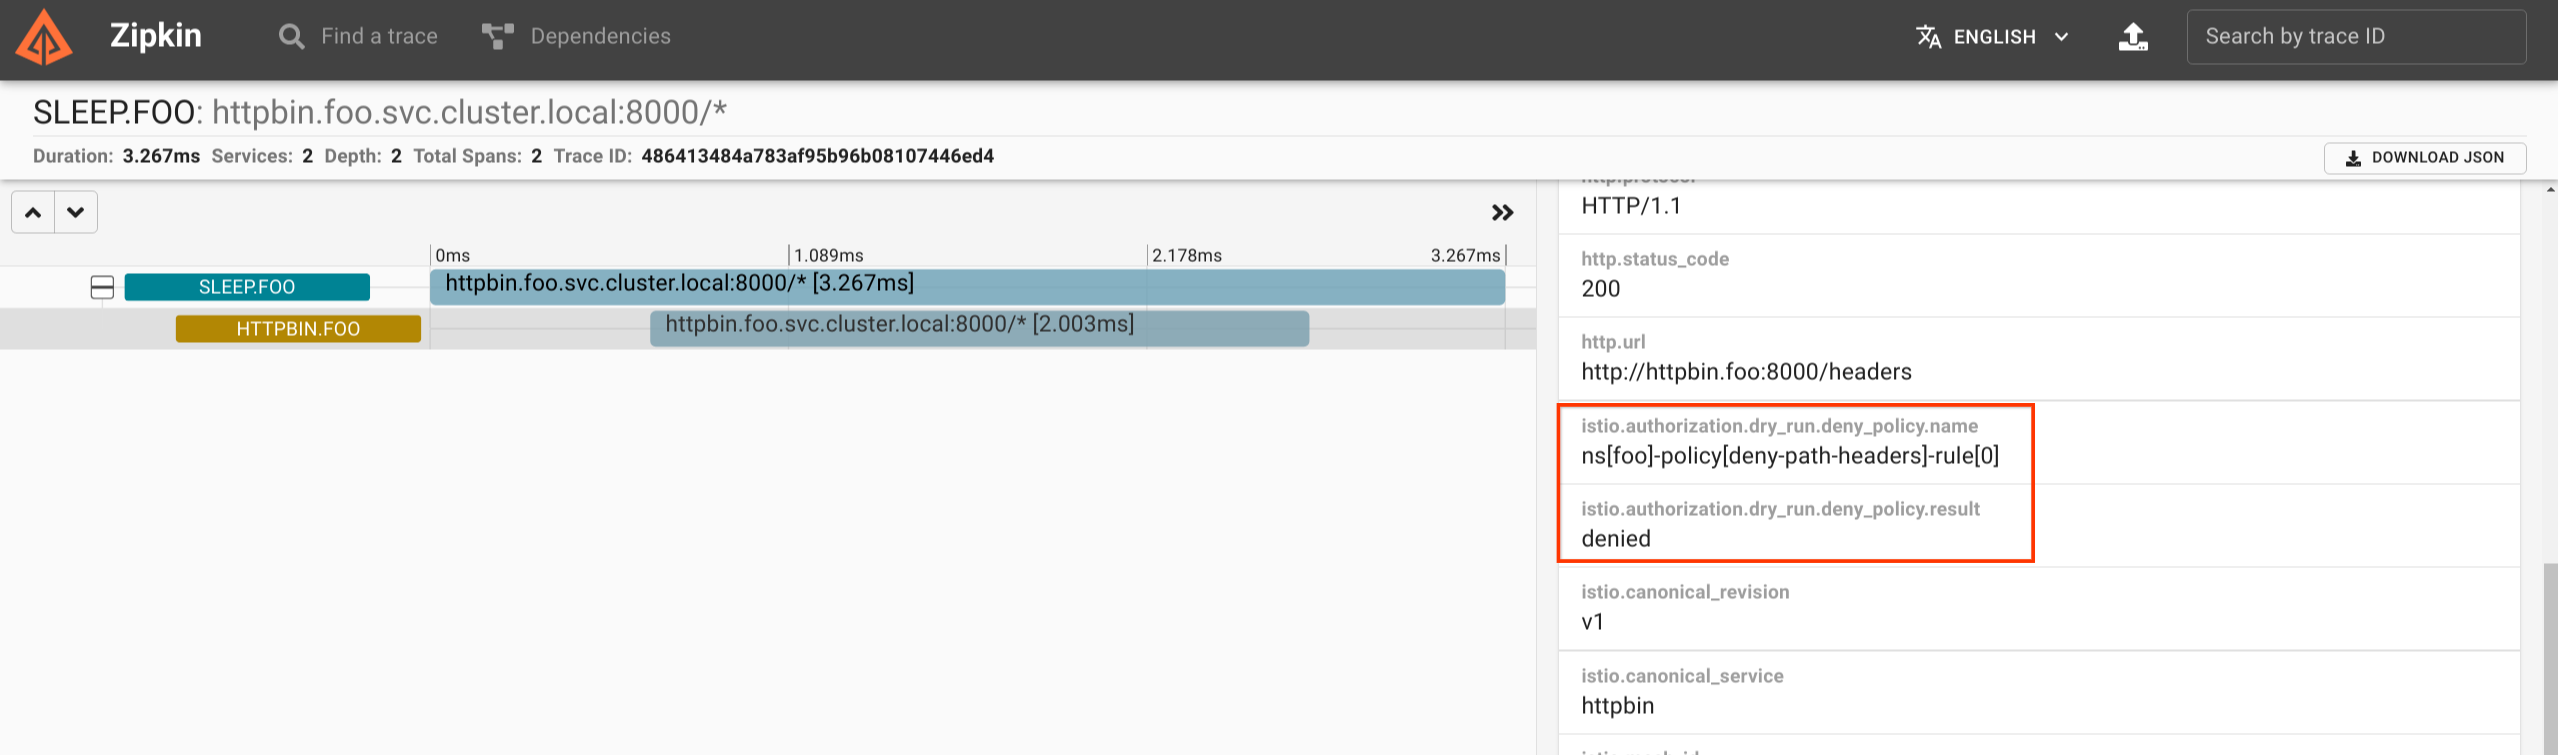 Zipkin
Find a trace
Dependencies
ENGLISH
Search by trace ID
SLEEP.FOO: httpbin.foo.svc.cluster.local:8000/*
Duration: 3.267ms Services: 2 Depth: 2 Total Spans: 2 Trace ID: 486413484a783af95b96b08107446ed4
DOWNLOAD JSON
0ms
1.089ms
2.178ms
3.267ms
SLEEP.FOO
httpbin.foo.svc.cluster.local:8000/* [3.267ms]
HTTPBIN.FOO
httpbin.foo.svc.cluster.local:8000/* [2.003ms]
http.protocol
HTTP/1.1
http.status_code
200
http.url
http://httpbin.foo:8000/headers
istio.authorization.dry_run.deny_policy.name
ns[foo]-policy[deny-path-headers]-rule[0]
istio.authorization.dry_run.deny_policy.result
denied
istio.canonical_revision
v1
istio.canonical_service
httpbin